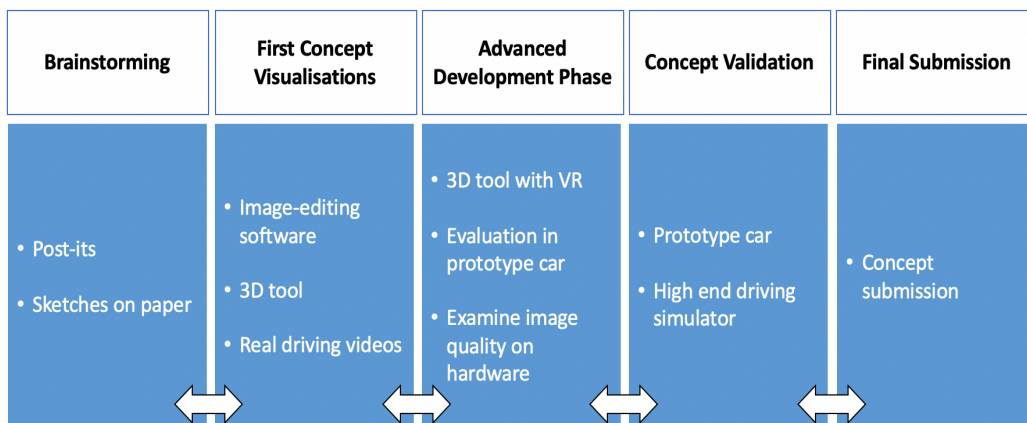 Brainstorming
First Concept
Visualisations
Advanced
Development Phase
Concept Validation
Final Submission
• Post-its
• Sketches on paper
• Image-editing
software
• 3D tool
• Real driving videos
• 3D tool with VR
• Evaluation in
prototype car
• Examine image
quality on
hardware
• Prototype car
• High end driving
simulator
• Concept
submission